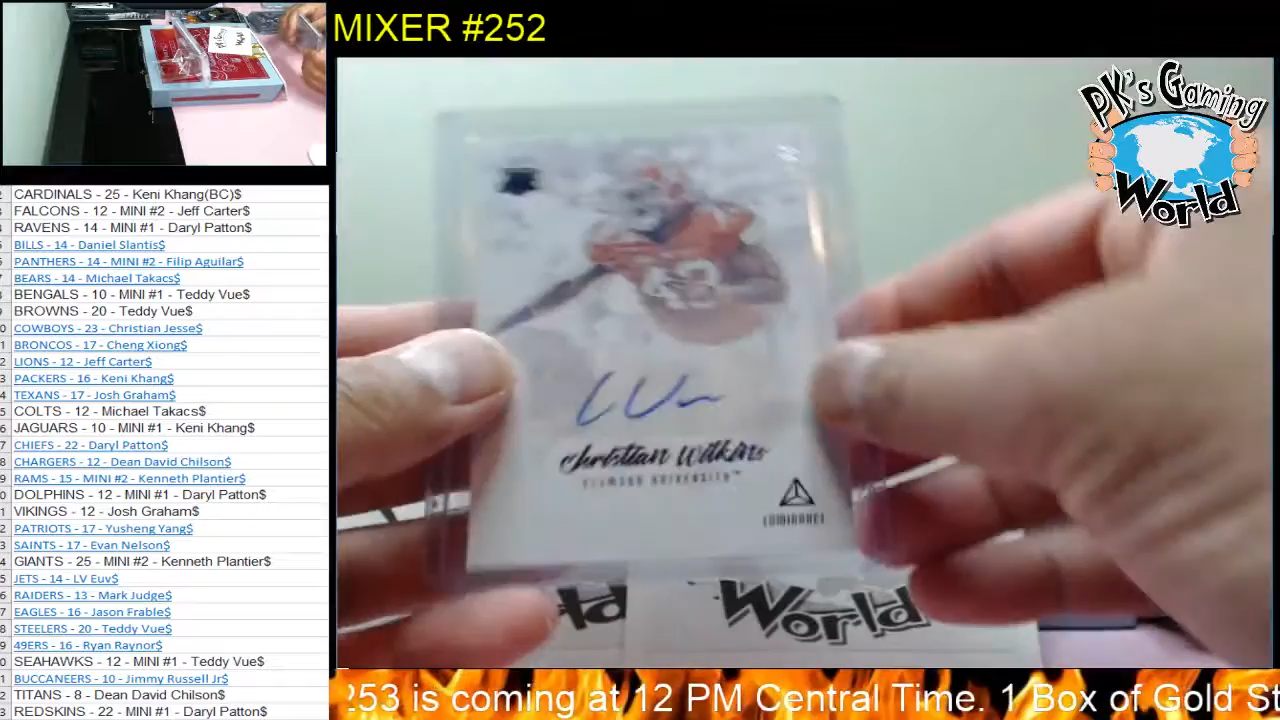 MIXER #252
PK's Gaming
World
CARDINALS - 25 - Keni Khang(BC)$
FALCONS - 12 - MINI #2 - Jeff Carter$
RAVENS - 14 - MINI #1 - Daryl Patton$
BILLS - 14 - Daniel Slantis$
PANTHERS - 14 - MINI #2 - Filip Aguilar$
BEARS - 14 - Michael Takacs$
BENGALS - 10 - MINI #1 - Teddy Vue$
BROWNS - 20 - Teddy Vue$
COWBOYS - 23 - Christian Jesse$
BRONCOS - 17 - Cheng Xiong$
LIONS - 12 - Jeff Carter$
PACKERS - 16 - Keni Khang$
TEXANS - 17 - Josh Graham$
COLTS - 12 - Michael Takacs$
JAGUARS - 10 - MINI #1 - Keni Khang$
CHIEFS - 22 - Daryl Patton$
CHARGERS - 12 - Dean David Chilson$
RAMS - 15 - MINI #2 - Kenneth Plantier$
DOLPHINS - 12 - MINI #1 - Daryl Patton$
VIKINGS - 12 - Josh Graham$
PATRIOTS - 17 - Yusheng Yang$
SAINTS - 17 - Evan Nelson$
GIANTS - 25 - MINI #2 - Kenneth Plantier$
JETS - 14 - LV Euv$
RAIDERS - 13 - Mark Judge$
EAGLES - 16 - Jason Frable$
STEELERS - 20 - Teddy Vue$
49ERS - 16 - Ryan Raynor$
SEAHAWKS - 12 - MINI #1 - Teddy Vue$
BUCCANEERS - 10 - Jimmy Russell Jr$
TITANS - 8 - Dean David Chilson$
REDSKINS - 22 - MINI #1 - Daryl Patton$
Christian Wilkins
CLEMSON UNIVERSITY™
LUMINANCE
World
253 is coming at 12 PM Central Time. 1 Box of Gold St